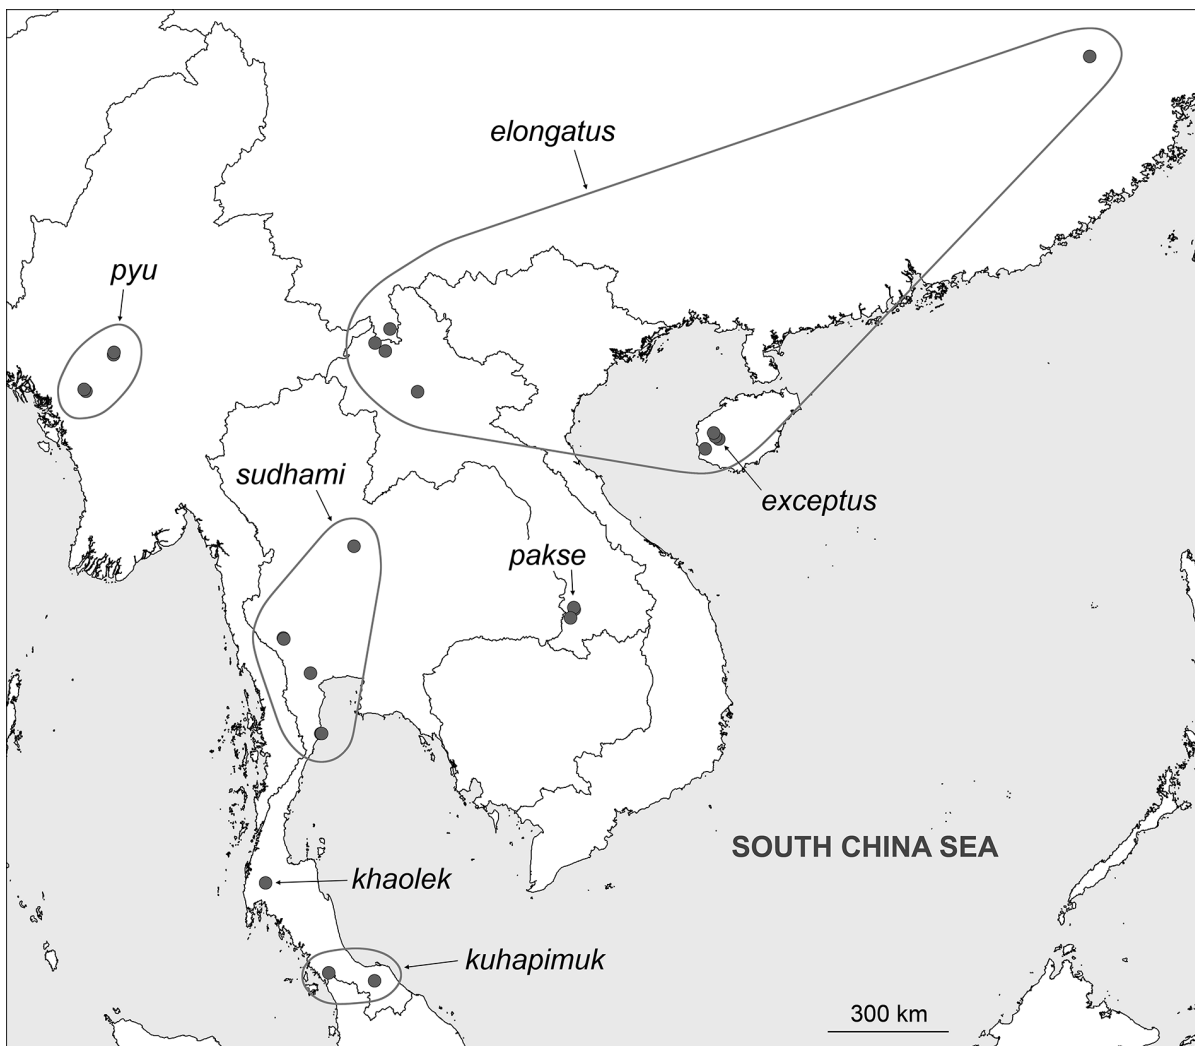 elongatus
pyu
sudhami
exceptus
pakse
SOUTH CHINA SEA
khaolek
kuhapimuk
300 km